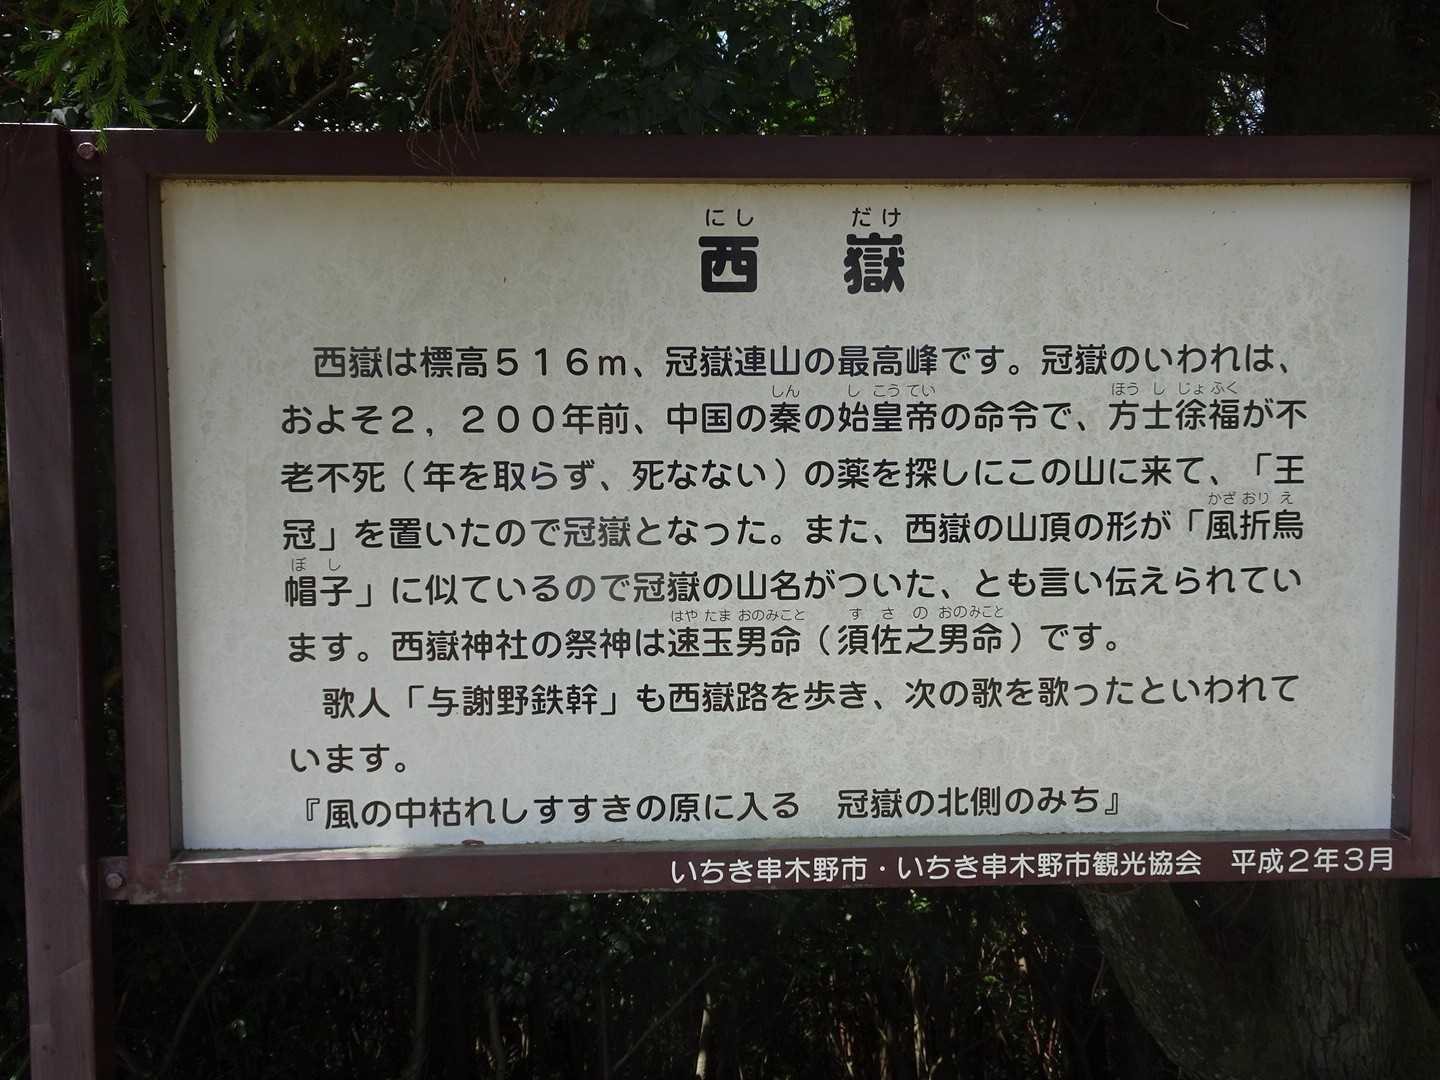 にし だけ
西 嶽
西嶽は標高５１６ｍ、冠嶽連山の最高峰です。冠嶽のいわれは、
しん し こう てい ほう し じょ ふく
およそ２，２００年前、中国の秦の始皇帝の命令で、方士徐福が不
老不死（年を取らず、死なない）の薬を探しにこの山に来て、「王
かざ おり え
冠」を置いたので冠嶽となった。また、西嶽の山頂の形が「風折烏
ぼ し
帽子」に似ているので冠嶽の山名がついた、とも言い伝えられてい
はや たま おのみこと す さ の おのみこと
ます。西嶽神社の祭神は速玉男命（須佐之男命）です。
歌人「与謝野鉄幹」も西嶽路を歩き、次の歌を歌ったといわれて
います。
『風の中枯れしすすきの原に入る　冠嶽の北側のみち』
いちき串木野市・いちき串木野市観光協会　平成２年３月